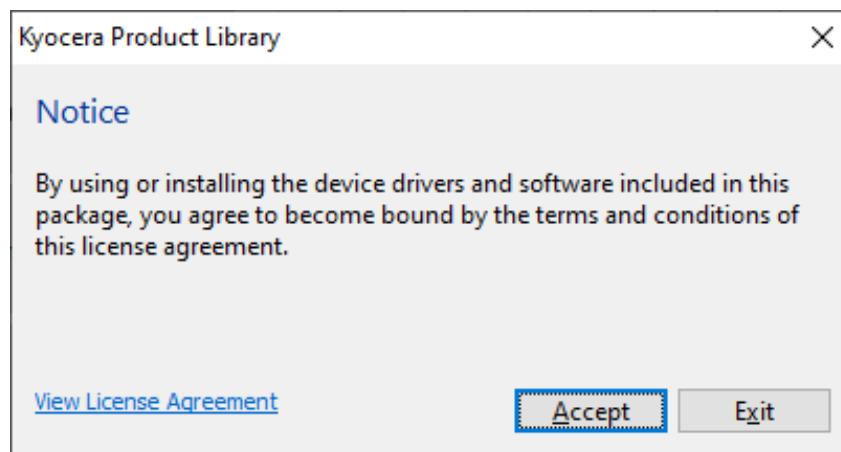 Kyocera Product Library
Notice
By using or installing the device drivers and software included in this
package, you agree to become bound by the terms and conditions of
this license agreement.
View License Agreement
Accept
Exit